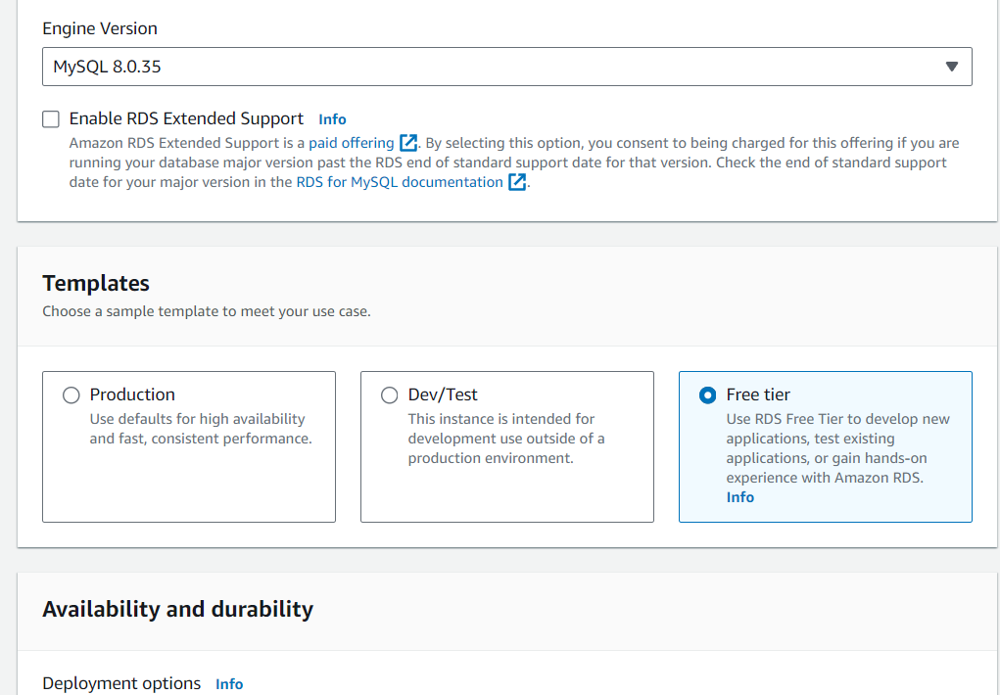 Engine Version
MySQL 8.0.35
Enable RDS Extended Support Info
Amazon RDS Extended Support is a paid offering. By selecting this option, you consent to being charged for this offering if you are
running your database major version past the RDS end of standard support date for that version. Check the end of standard support
date for your major version in the RDS for MySQL documentation.
Templates
Choose a sample template to meet your use case.
Production
Use defaults for high availability
and fast, consistent performance.
Dev/Test
This instance is intended for
development use outside of a
production environment.
Free tier
Use RDS Free Tier to develop new
applications, test existing
applications, or gain hands-on
experience with Amazon RDS.
Info
Availability and durability
Deployment options Info